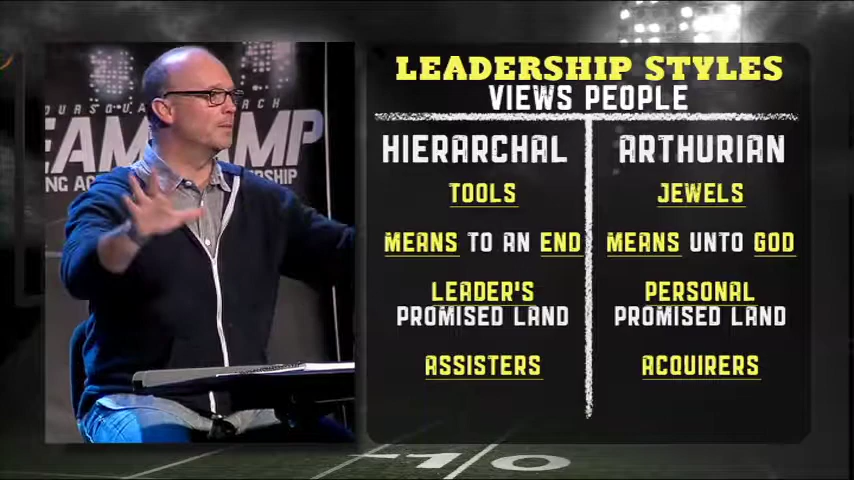 LEADERSHIP STYLES
VIEWS PEOPLE
HIERARCHAL
ARTHURIAN
TOOLS
JEWELS
MEANS TO AN END
MEANS UNTO GOD
LEADER'S
PROMISED LAND
PERSONAL
PROMISED LAND
ASSISTERS
ACQUIRERS
10